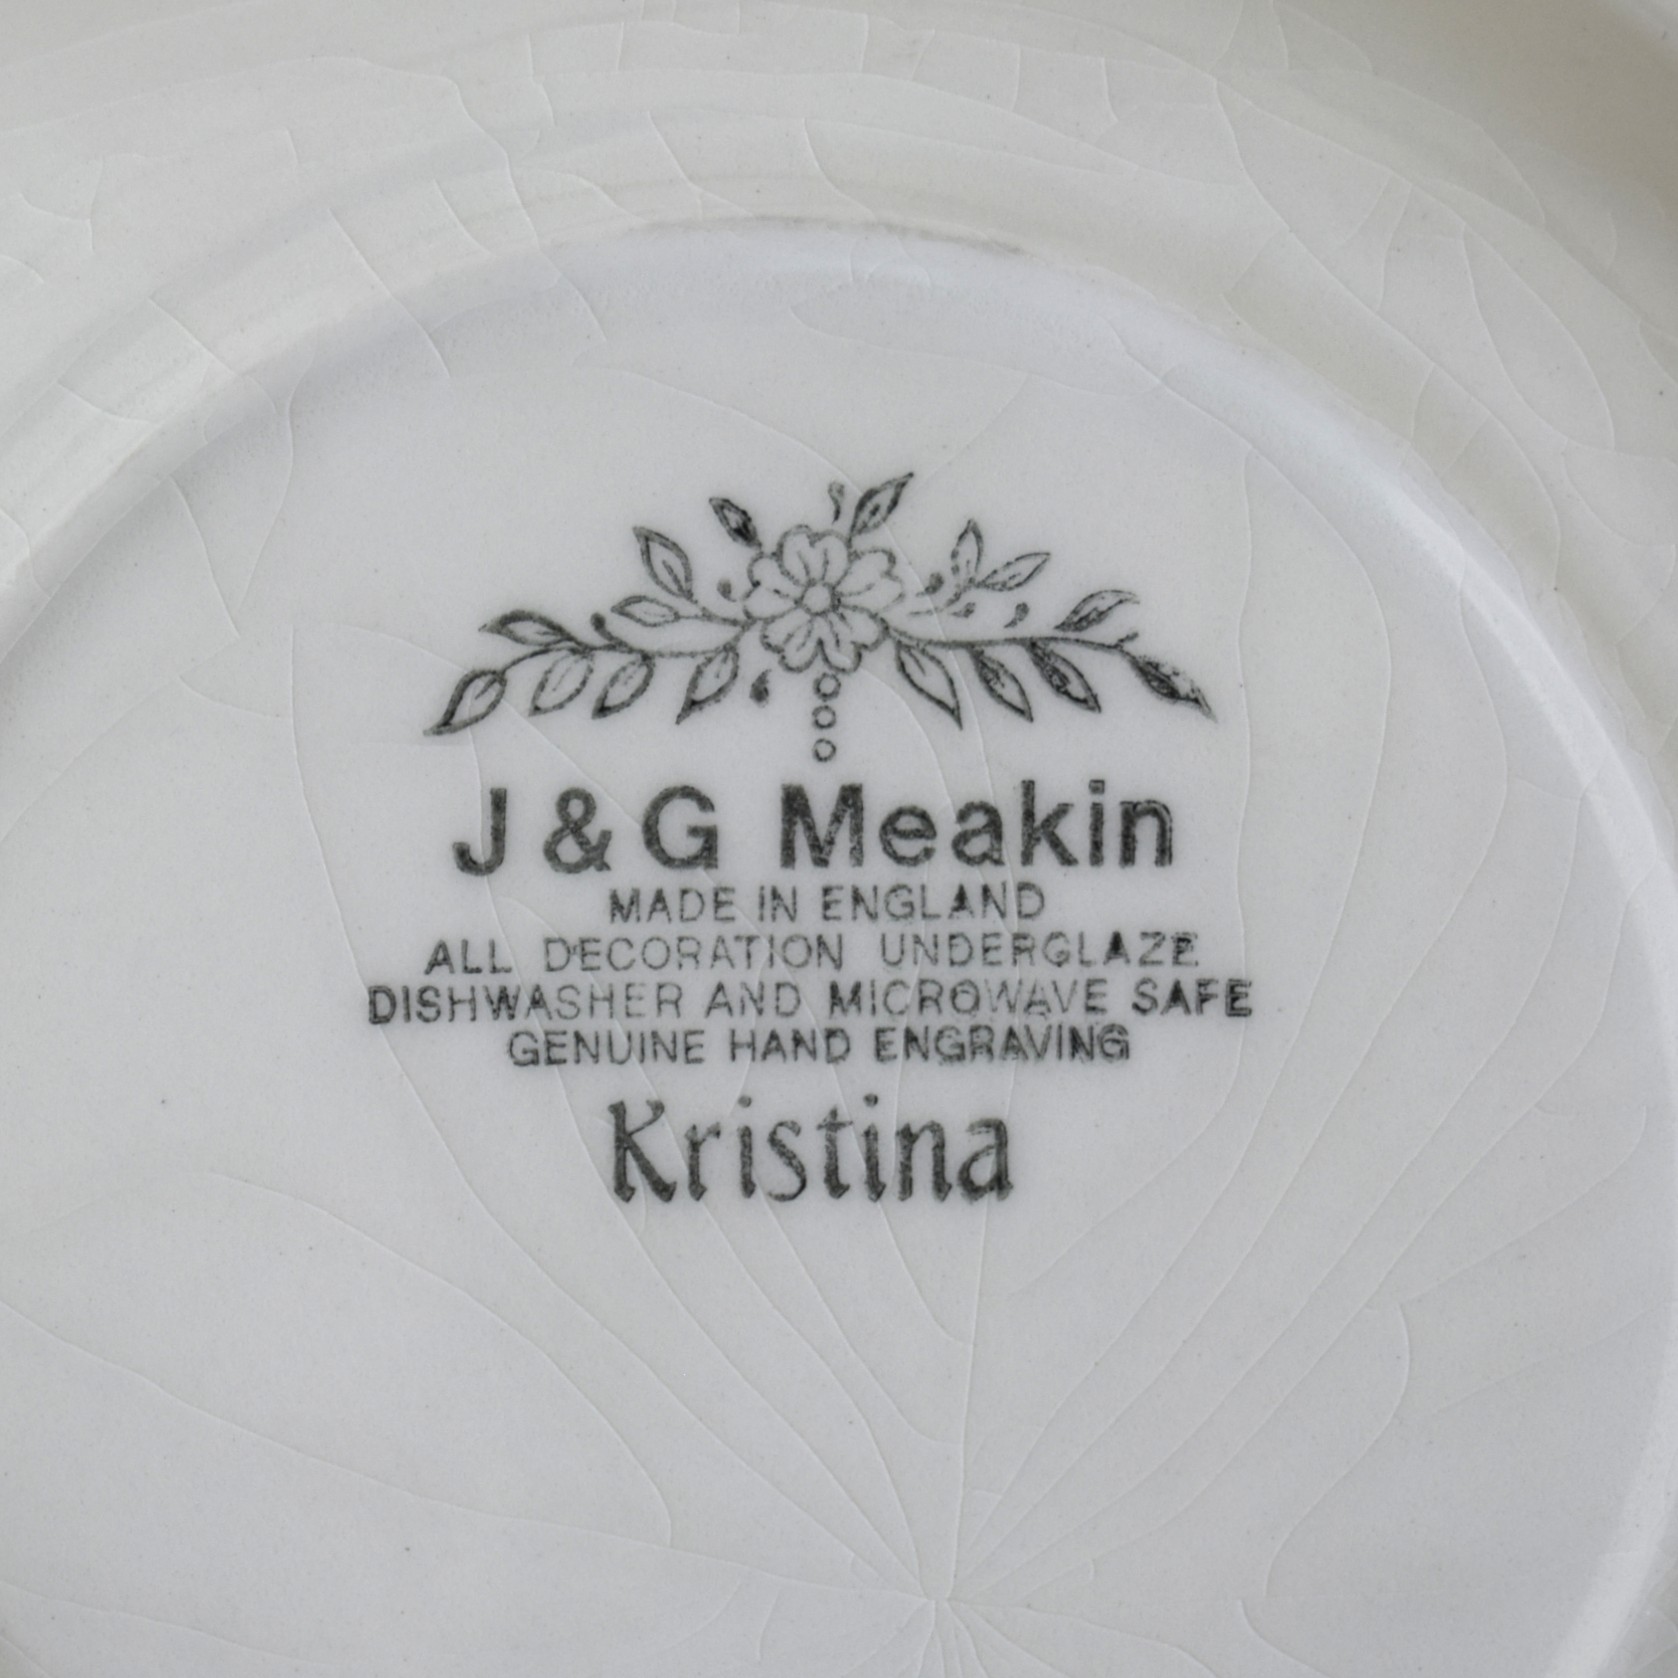 J & G Meakin
MADE IN ENGLAND
ALL DECORATION UNDERGLAZE
DISHWASHER AND MICROWAVE SAFE
GENUINE HAND ENGRAVING
Kristina